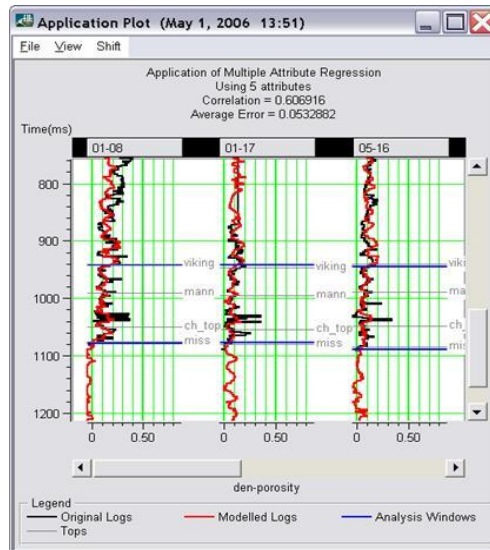 Application Plot (May 1, 2006 13:51)
File View Shift
Application of Multiple Attribute Regression
Using 5 attributes
Correlation = 0.606916
Average Error = 0.0532882
Time(ms)
01-08 01-17 05-16
800
900
viking viking viki
1000
mann mann
ch_top ch_top ch_t
miss miss miss
1100
1200
0 0.50 0 0.50 0 0.50
den-porosity
Legend
Original Logs Modelled Logs Analysis Windows
Tops